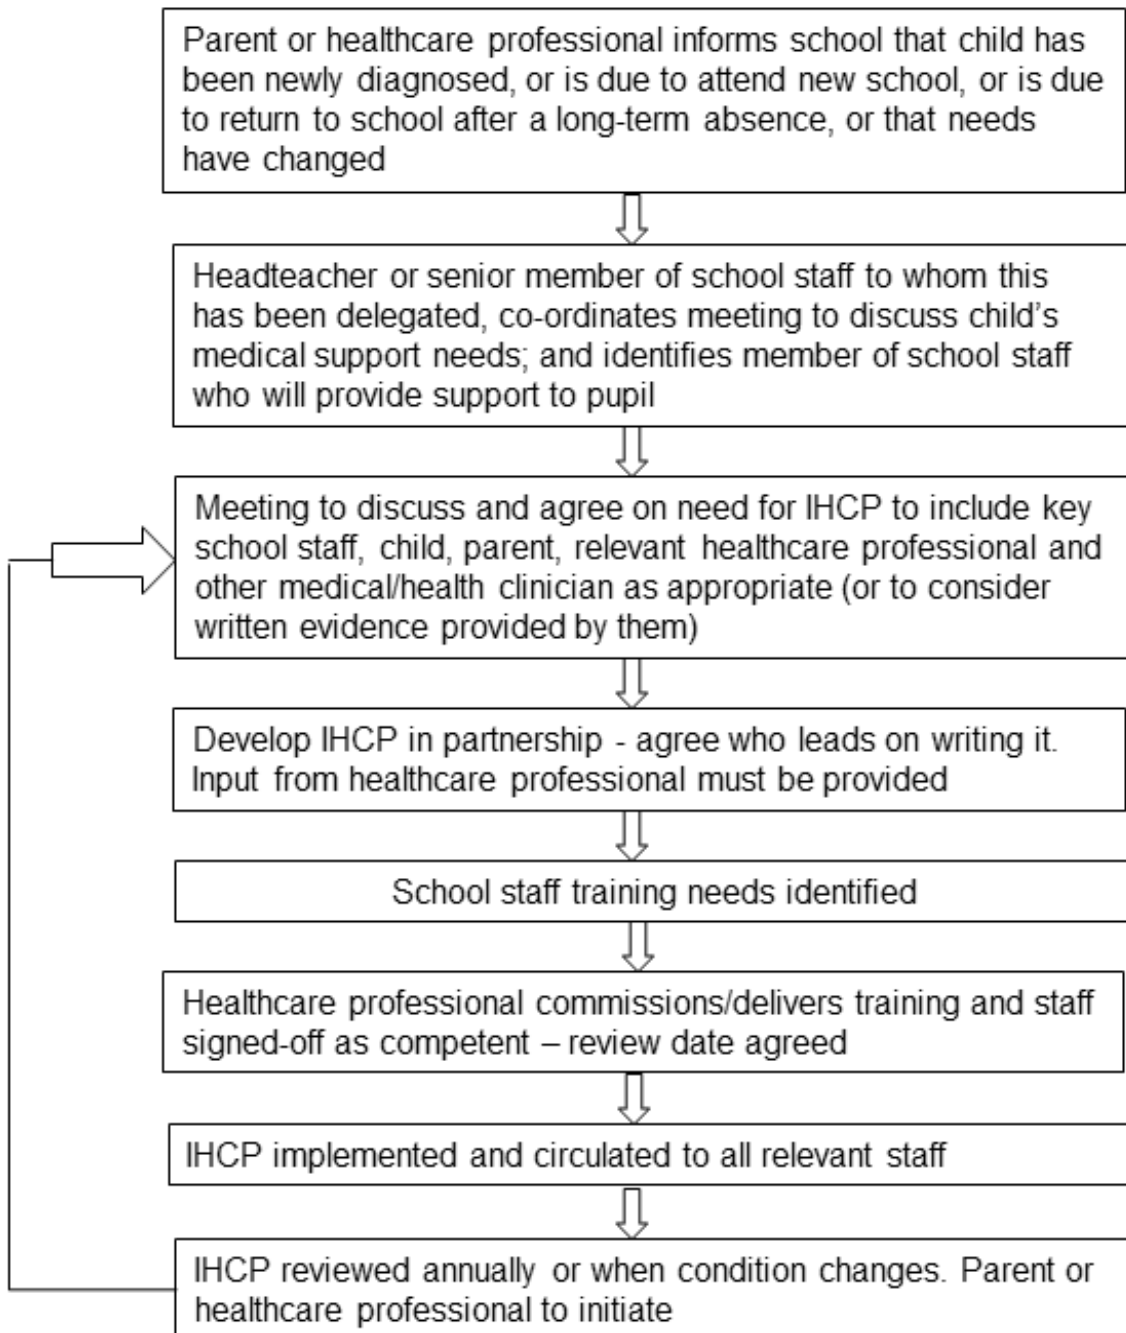 Parent or healthcare professional informs school that child has
been newly diagnosed, or is due to attend new school, or is due
to return to school after a long-term absence, or that needs
have changed
Headteacher or senior member of school staff to whom this
has been delegated, co-ordinates meeting to discuss child's
medical support needs; and identifies member of school staff
who will provide support to pupil
Meeting to discuss and agree on need for IHCP to include key
school staff, child, parent, relevant healthcare professional and
other medical/health clinician as appropriate (or to consider
written evidence provided by them)
Develop IHCP in partnership - agree who leads on writing it.
Input from healthcare professional must be provided
School staff training needs identified
Healthcare professional commissions/delivers training and staff
signed-off as competent – review date agreed
IHCP implemented and circulated to all relevant staff
IHCP reviewed annually or when condition changes. Parent or
healthcare professional to initiate